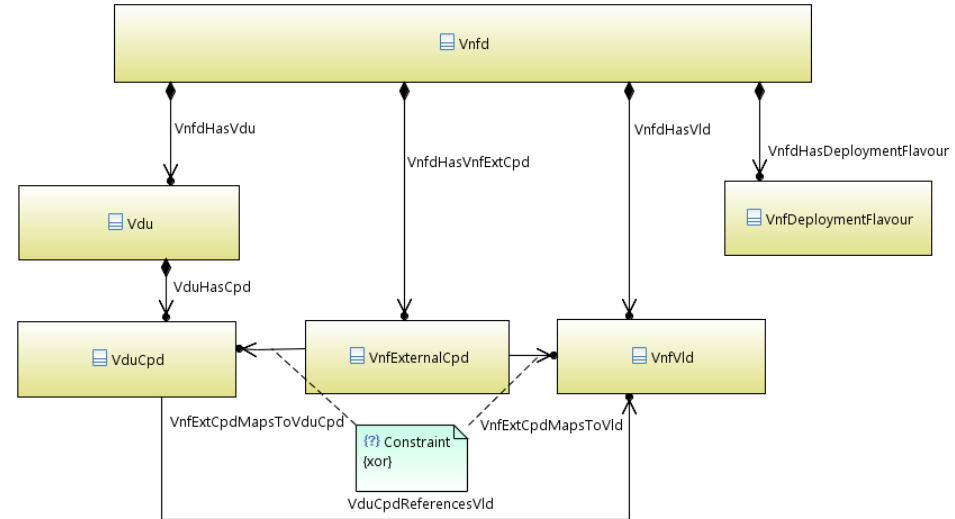 Vnfd
VnfdHasVdu
VnfdHasVnfExtCpd
VnfdHasVld
VnfdHasDeploymentFlavour
Vdu
VnfDeploymentFlavour
VduHasCpd
VduCpd
VnfExternalCpd
VnfVld
VnfExtCpdMapsToVduCpd
VnfExtCpdMapsToVld
{?} Constraint
{xor}
VduCpdReferencesVld